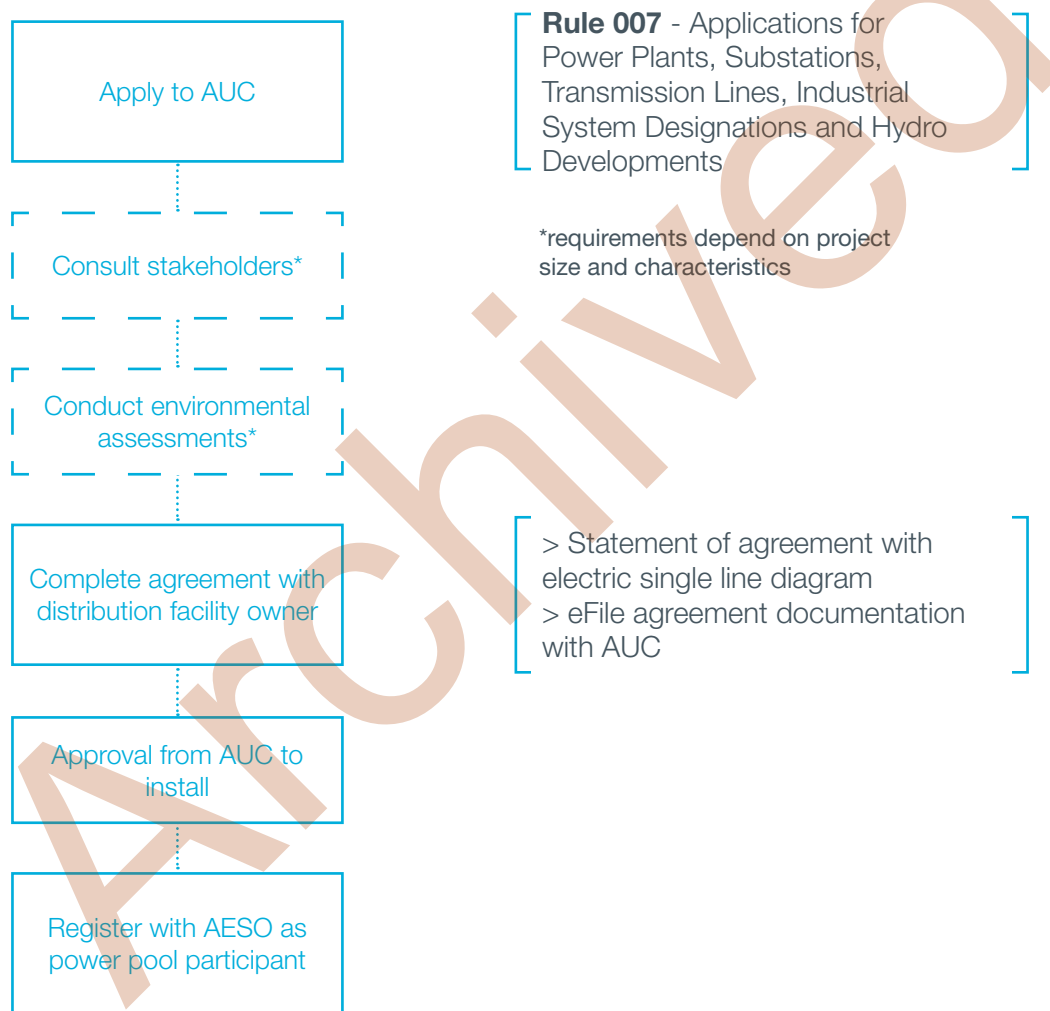 Apply to AUC
Rule 007 - Applications for
Power Plants, Substations,
Transmission Lines, Industrial
System Designations and Hydro
Developments
Consult stakeholders*
*requirements depend on project
size and characteristics
Conduct environmental
assessments*
Complete agreement with
distribution facility owner
> Statement of agreement with
electric single line diagram
> eFile agreement documentation
with AUC
Approval from AUC to
install
Register with AESO as
power pool participant
Archived